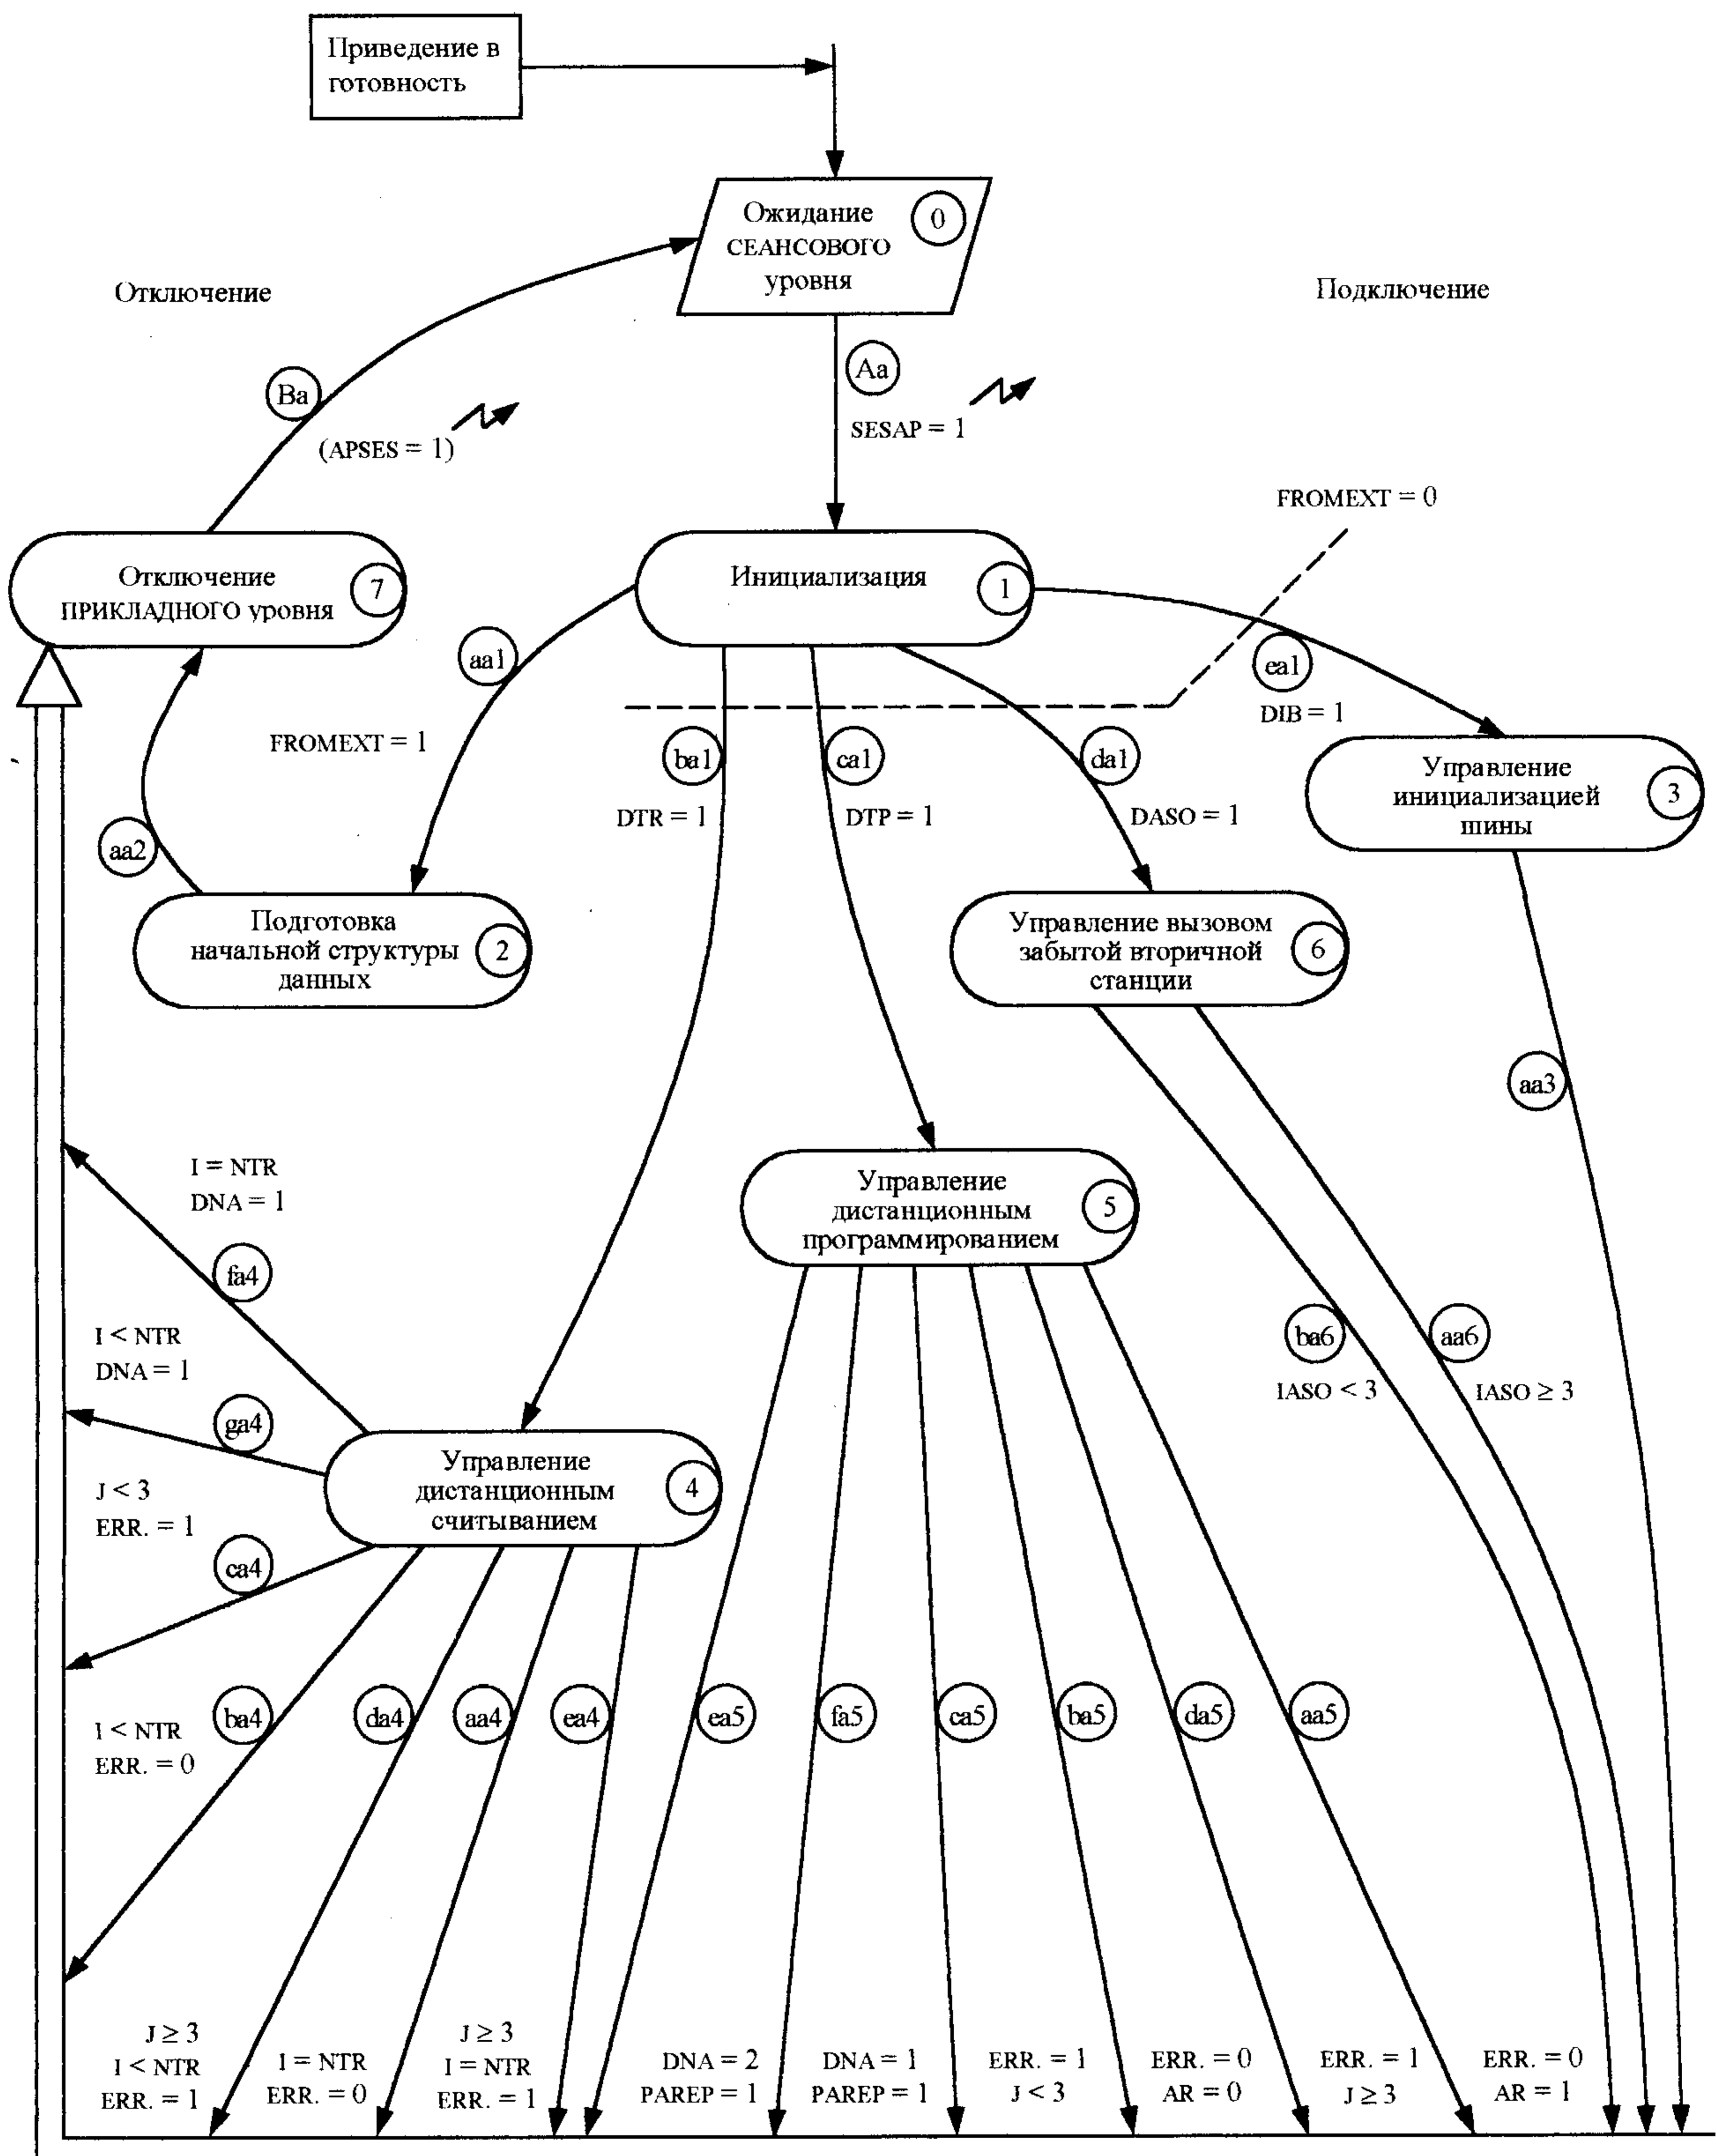 Приведение в
готовность
Ожидание
СЕАНСОВОГО
уровня
0
Отключение
Подключение
Aa
SESAP = 1
Ba
(APSES = 1)
FROMEXT = 0
Отключение
ПРИКЛАДНОГО уровня
7
Инициализация
1
aa1
ea1
DIB = 1
FROMEXT = 1
ba1
DTR = 1
ca1
DTP = 1
da1
DASO = 1
Управление
инициализацией
шины
3
aa2
Подготовка
начальной структуры
данных
2
Управление вызовом
забытой вторичной
станции
6
aa3
I = NTR
DNA = 1
Управление
дистанционным
программированием
5
fa4
I < NTR
DNA = 1
ba6
IASO < 3
aa6
IASO ≥ 3
ga4
Управление
дистанционным
считыванием
4
J < 3
ERR. = 1
ca4
I < NTR
ERR. = 0
ba4
da4
aa4
ea4
ea5
fa5
ca5
ba5
da5
aa5
J ≥ 3
I < NTR
ERR. = 1
I = NTR
ERR. = 0
J ≥ 3
I = NTR
ERR. = 1
DNA = 2
PAREP = 1
DNA = 1
PAREP = 1
ERR. = 1
J < 3
ERR. = 0
AR = 0
ERR. = 1
J ≥ 3
ERR. = 0
AR = 1